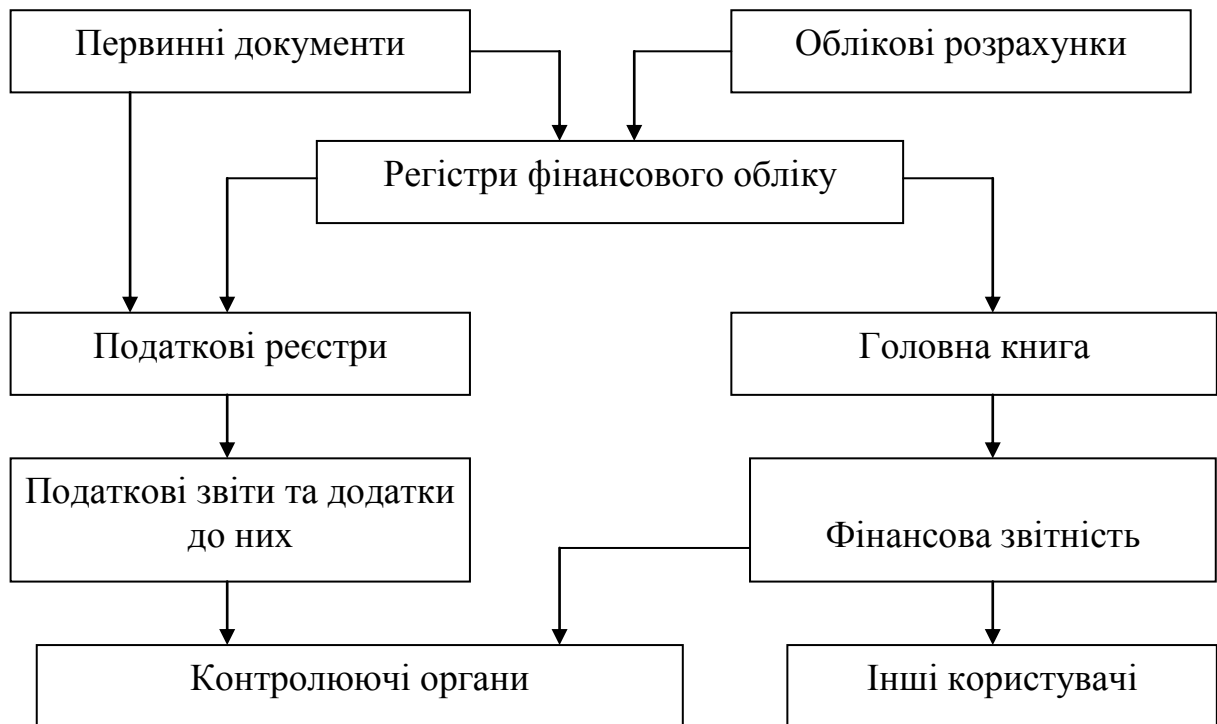 Первинні документи
Облікові розрахунки
Регістри фінансового обліку
Податкові реєстри
Головна книга
Податкові звіти та додатки
до них
Фінансова звітність
Контролюючі органи
Інші користувачі